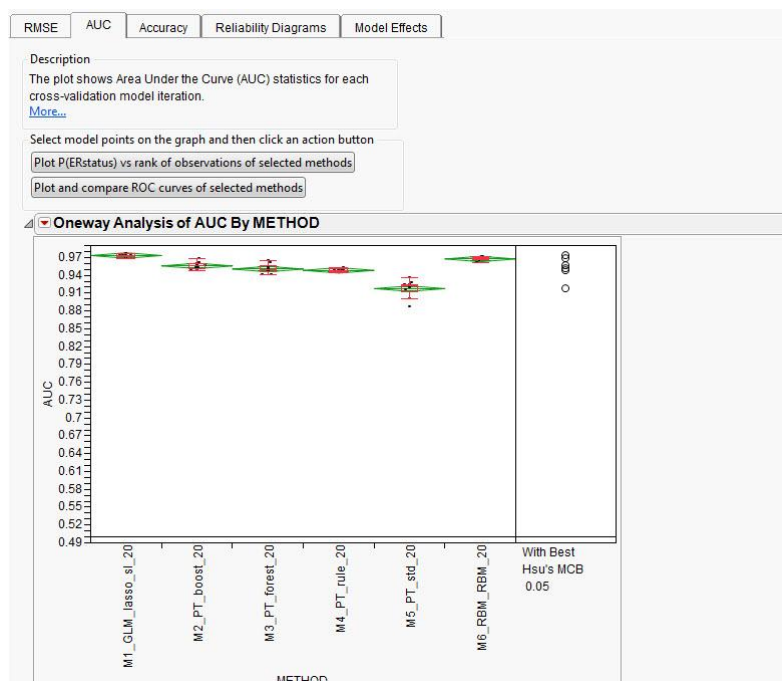 RMSE
AUC
Accuracy
Reliability Diagrams
Model Effects
Description
The plot shows Area Under the Curve (AUC) statistics for each
cross-validation model iteration.
More...
Select model points on the graph and then click an action button
Plot P(ERstatus) vs rank of observations of selected methods
Plot and compare ROC curves of selected methods
Oneway Analysis of AUC By METHOD
AUC
0.97
0.94
0.91
0.88
0.85
0.82
0.79
0.76
0.73
0.7
0.67
0.64
0.61
0.58
0.55
0.52
0.49
M1_GLM_lasso_sl_20
M2_PT_boost_20
M3_PT_forest_20
M4_PT_rule_20
M5_PT_std_20
M6_RBM_RBM_20
With Best
Hsu's MCB
0.05
METHOD